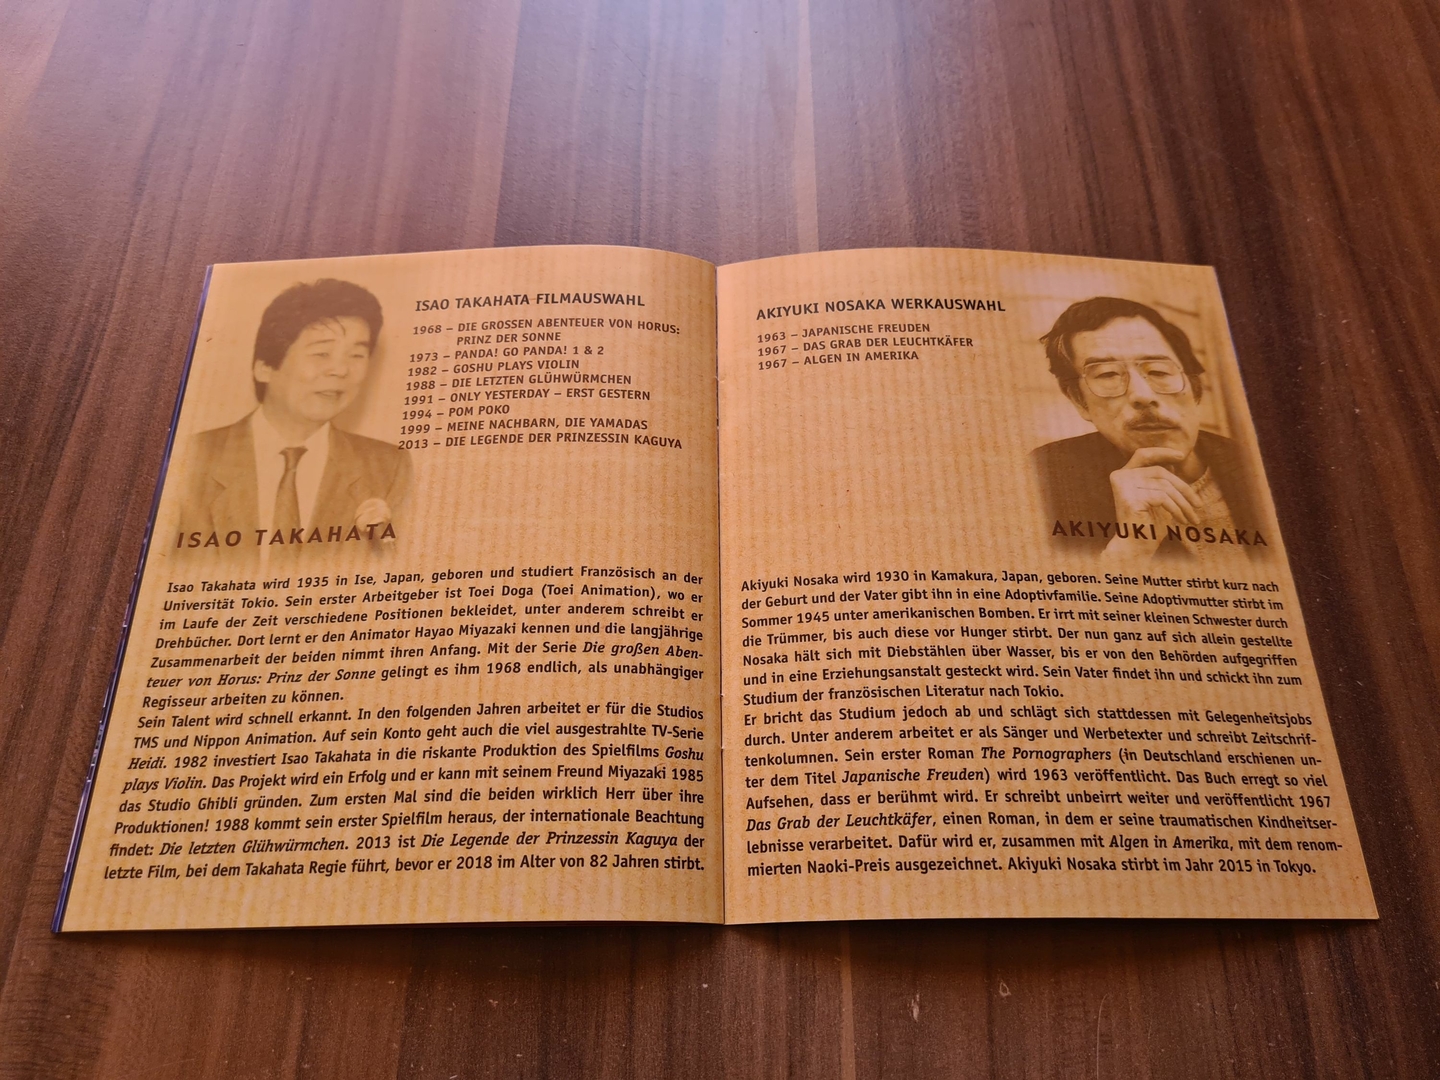 ISAO TAKAHATA FILMAUSWAHL
1968 – DIE GROSSEN ABENTEUER VON HORUS:
PRINZ DER SONNE
1973 – PANDA! GO PANDA! 1 & 2
1982 – GOSHU PLAYS VIOLIN
1988 – DIE LETZTEN GLÜHWÜRMCHEN
1991 – ONLY YESTERDAY – ERST GESTERN
1994 – POM POKO
1999 – MEINE NACHBARN, DIE YAMADAS
2013 – DIE LEGENDE DER PRINZESSIN KAGUYA
ISAO TAKAHATA
Isao Takahata wird 1935 in Ise, Japan, geboren und studiert Französisch an der
Universität Tokio. Sein erster Arbeitgeber ist Toei Doga (Toei Animation), wo er
im Laufe der Zeit verschiedene Positionen bekleidet, unter anderem schreibt er
Drehbücher. Dort lernt er den Animator Hayao Miyazaki kennen und die langjährige
Zusammenarbeit der beiden nimmt ihren Anfang. Mit der Serie Die großen Aben-
teuer von Horus: Prinz der Sonne gelingt es ihm 1968 endlich, als unabhängiger
Regisseur arbeiten zu können.
Sein Talent wird schnell erkannt. In den folgenden Jahren arbeitet er für die Studios
TMS und Nippon Animation. Auf sein Konto geht auch die viel ausgestrahlte TV-Serie
Heidi. 1982 investiert Isao Takahata in die riskante Produktion des Spielfilms Goshu
plays Violin. Das Projekt wird ein Erfolg und er kann mit seinem Freund Miyazaki 1985
das Studio Ghibli gründen. Zum ersten Mal sind die beiden wirklich Herr über ihre
Produktionen! 1988 kommt sein erster Spielfilm heraus, der internationale Beachtung
findet: Die letzten Glühwürmchen. 2013 ist Die Legende der Prinzessin Kaguya der
letzte Film, bei dem Takahata Regie führt, bevor er 2018 im Alter von 82 Jahren stirbt.
AKIYUKI NOSAKA WERKAUSWAHL
1963 – JAPANISCHE FREUDEN
1967 – DAS GRAB DER LEUCHTKÄFER
1967 – ALGEN IN AMERIKA
AKIYUKI NOSAKA
Akiyuki Nosaka wird 1930 in Kamakura, Japan, geboren. Seine Mutter stirbt kurz nach
der Geburt und der Vater gibt ihn in eine Adoptivfamilie. Seine Adoptivmutter stirbt im
Sommer 1945 unter amerikanischen Bomben. Er irrt mit seiner kleinen Schwester durch
die Trümmer, bis auch diese vor Hunger stirbt. Der nun ganz auf sich allein gestellte
Nosaka hält sich mit Diebstählen über Wasser, bis er von den Behörden aufgegriffen
und in eine Erziehungsanstalt gesteckt wird. Sein Vater findet ihn und schickt ihn zum
Studium der französischen Literatur nach Tokio.
Er bricht das Studium jedoch ab und schlägt sich stattdessen mit Gelegenheitsjobs
durch. Unter anderem arbeitet er als Sänger und Werbetexter und schreibt Zeitschrif-
tenkolumnen. Sein erster Roman The Pornographers (in Deutschland erschienen un-
ter dem Titel Japanische Freuden) wird 1963 veröffentlicht. Das Buch erregt so viel
Aufsehen, dass er berühmt wird. Er schreibt unbeirrt weiter und veröffentlicht 1967
Das Grab der Leuchtkäfer, einen Roman, in dem er seine traumatischen Kindheitser-
lebnisse verarbeitet. Dafür wird er, zusammen mit Algen in Amerika, mit dem renom-
mierten Naoki-Preis ausgezeichnet. Akiyuki Nosaka stirbt im Jahr 2015 in Tokyo.